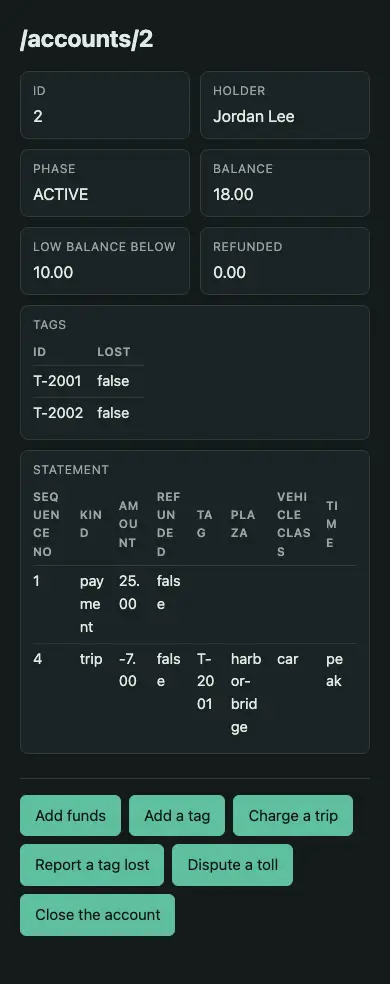 /accounts/2
ID
2
HOLDER
Jordan Lee
PHASE
ACTIVE
BALANCE
18.00
LOW BALANCE BELOW
10.00
REFUNDED
0.00
TAGS
ID LOST
T-2001 false
T-2002 false
STATEMENT
SEQ
UEN
CE
NO
KIN
D
AM
OU
NT
REF
UN
DE
D
TA
G
PLA
ZA
VEHI
CLE
CLAS
S
TI
M
E
1
pay
me
nt
25.
00
fals
e
4
trip
-7.
00
fals
e
T-
20
01
harb
or-
brid
ge
car
pe
ak
Add funds
Add a tag
Charge a trip
Report a tag lost
Dispute a toll
Close the account